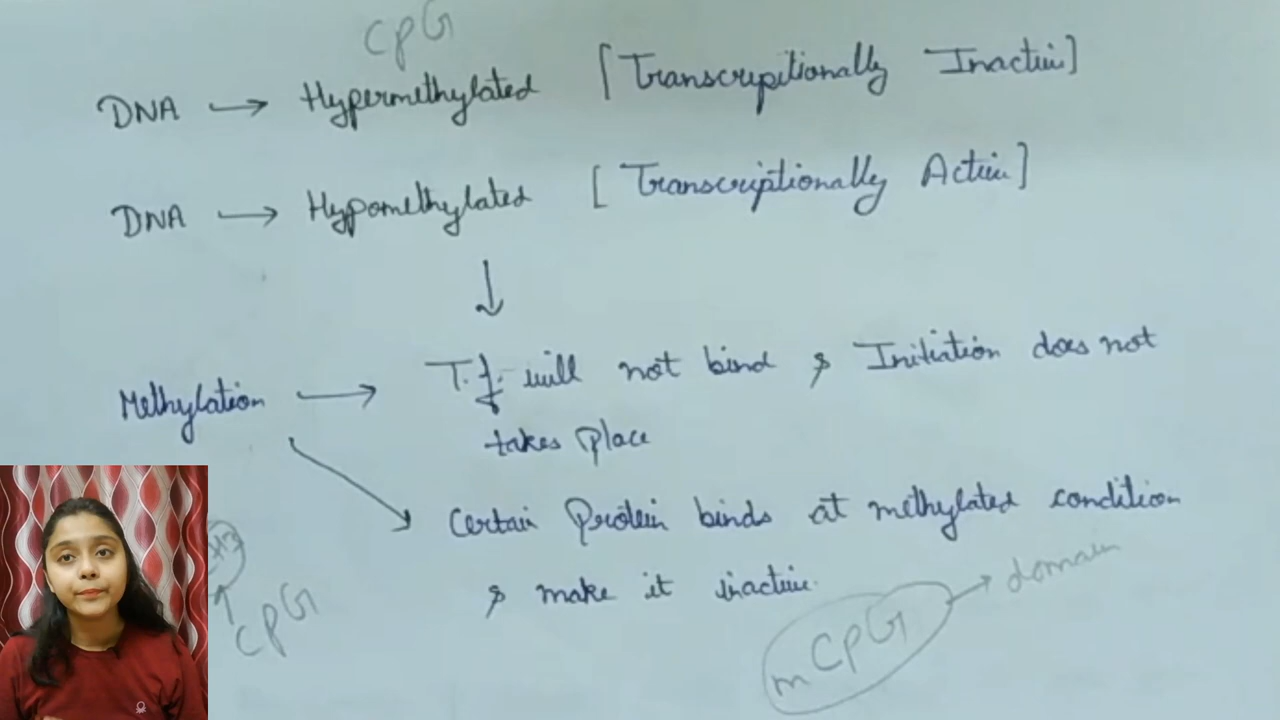 CpG
DNA → Hypermethylated [Transcriptionally Inactive]
DNA → Hypomethylated [Transcriptionally Active]
↓
Methylation → T.f. will not bind & Initiation does not
takes place
Certain Protein binds at methylated condition
& make it inactive.
CpG
mCpG → domain